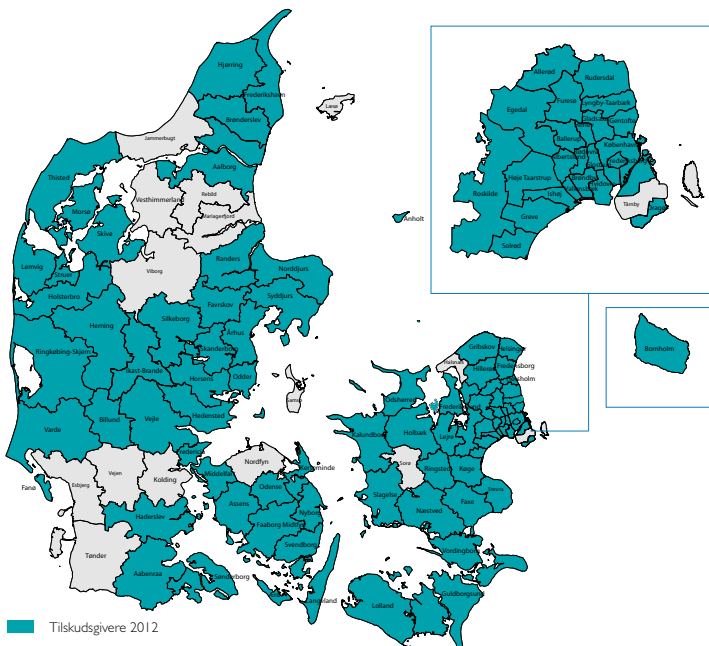 Hjørring
Frederikshavn
Læsø
Brønderslev
Jammerbugt
Aalborg
Thisted
Rebild
Vesthimmerland
Mariagerfjord
Morsø
Skive
Anholt
Viborg
Randers
Norddjurs
Lemvig
Struer
Holstebro
Favrskov
Syddjurs
Silkeborg
Herning
Århus
Skanderborg
Ringkøbing-Skjern
Ikast-Brande
Horsens
Odder
Samsø
Hedensted
Billund
Vejle
Varde
Fredericia
Vejen
Kolding
Esbjerg
Fanø
Nordfyn
Kerteminde
Middelfart
Odense
Assens
Nyborg
Haderslev
Faaborg Midtfyn
Svendborg
Tønder
Aabenraa
Sønderborg
Langeland
Allerød
Rudersdal
Egedal
Furesø
Lyngby-Taarbæk
Gladsaxe
Gentofte
Ballerup
København
Frederiksberg
Albertslund
Høje Taarstrup
Brøndby
Hvidovre
Ishøj
Vallensbæk
Roskilde
Tårnby
Dragør
Greve
Solrød
Bornholm
Gribskov
Helsingør
Halsnæs
Hillerød
Fredensborg
Hørsholm
Odsherred
Frederikssund
Kalundborg
Holbæk
Lejre
Sorø
Ringsted
Køge
Slagelse
Stevns
Næstved
Faxe
Vordingborg
Guldborgsund
Lolland
Tilskudsgivere 2012